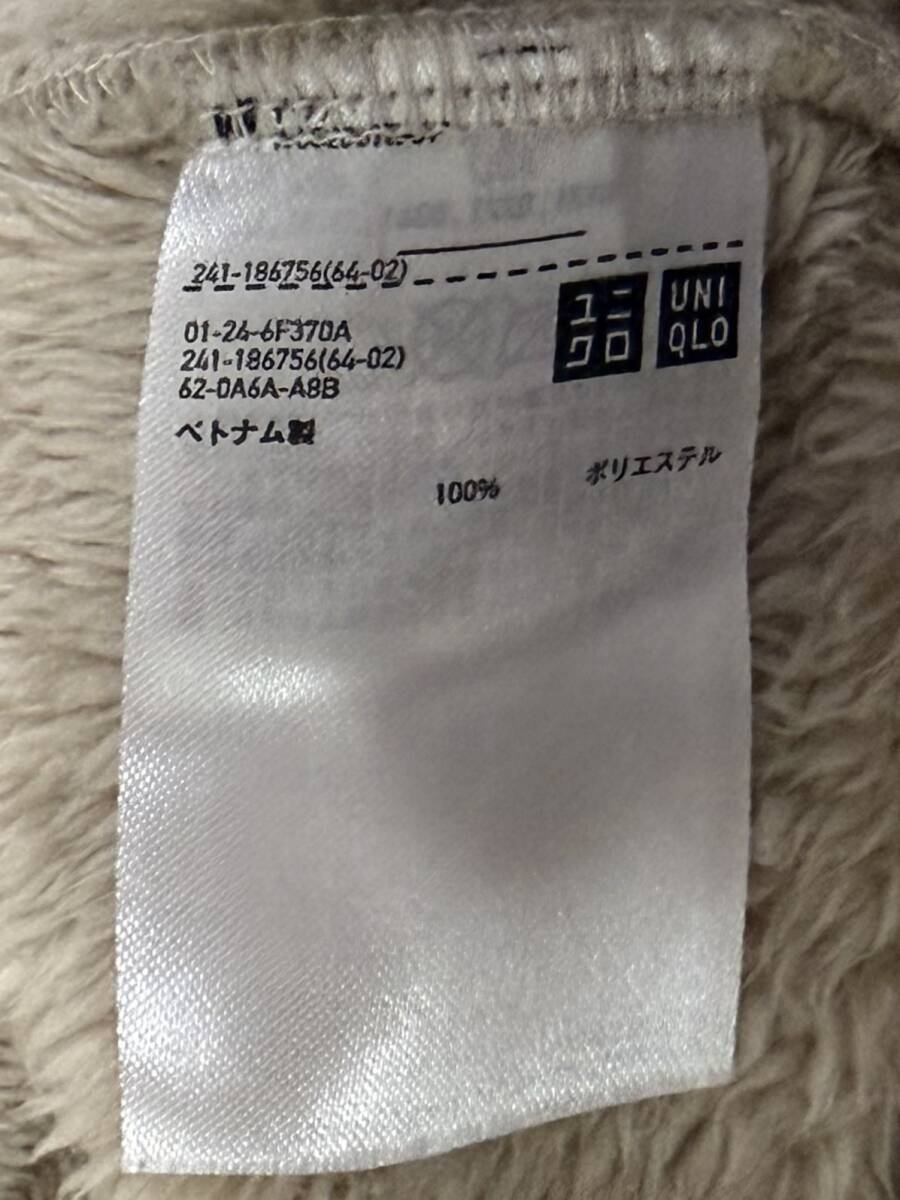 241-186756(64-02)
ユニ
クロ
UNI
QLO
01-24-6F370A
241-186756(64-02)
62-0A6A-A8B
ベトナム製
ポリエステル
100%